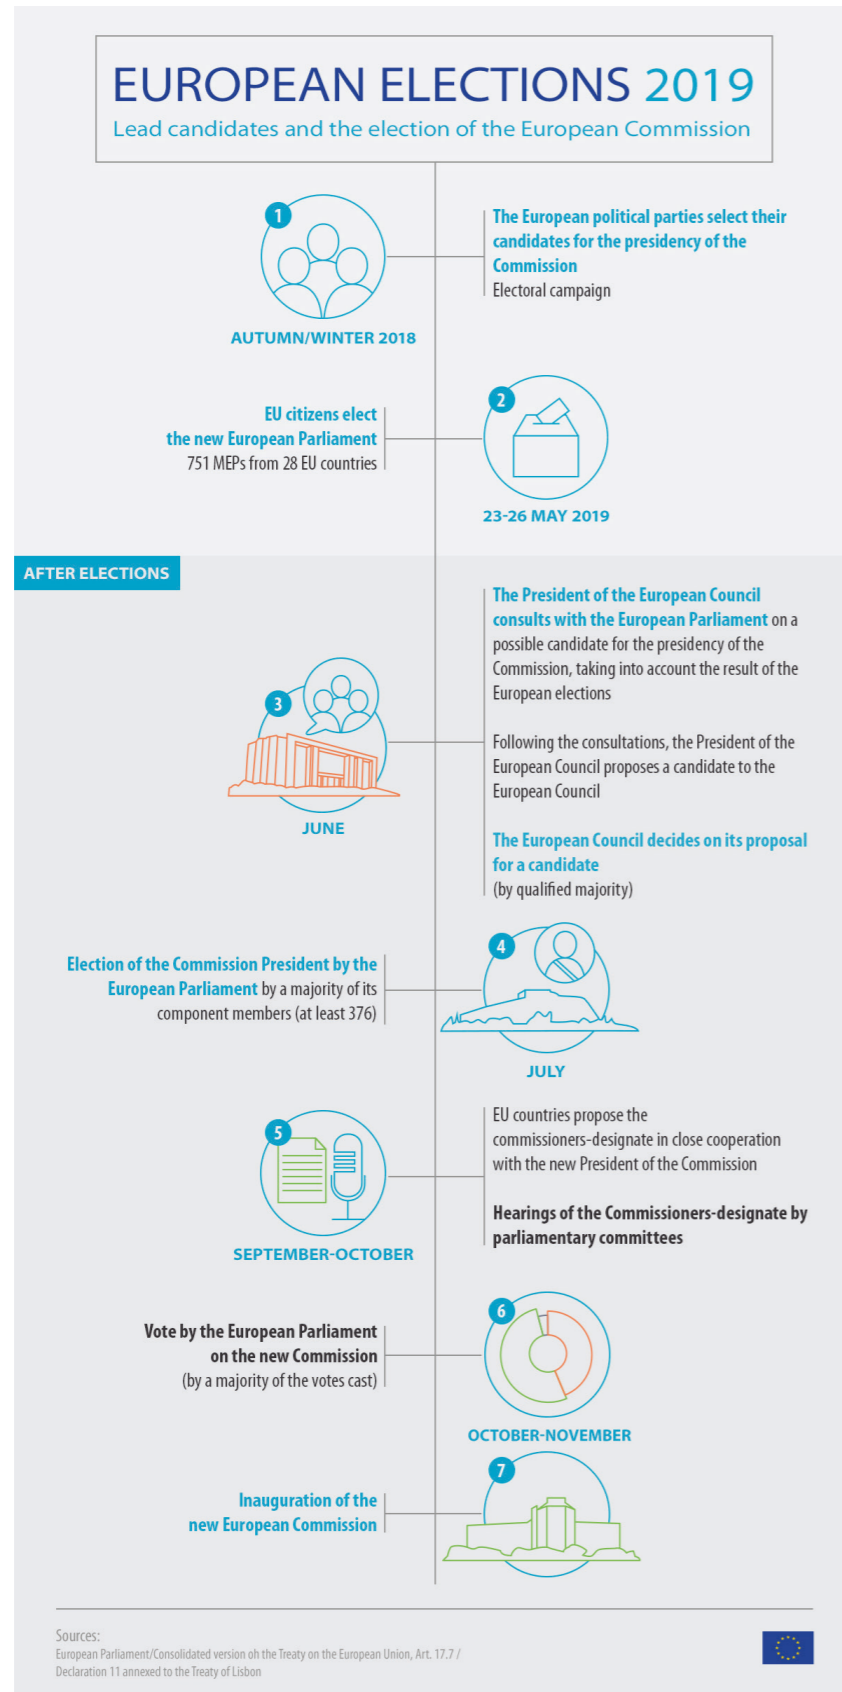 EUROPEAN ELECTIONS 2019
Lead candidates and the election of the European Commission
1
AUTUMN/WINTER 2018
The European political parties select their
candidates for the presidency of the
Commission
Electoral campaign
EU citizens elect
the new European Parliament
751 MEPs from 28 EU countries
2
23-26 MAY 2019
AFTER ELECTIONS
3
JUNE
The President of the European Council
consults with the European Parliament on a
possible candidate for the presidency of the
Commission, taking into account the result of the
European elections
Following the consultations, the President of the
European Council proposes a candidate to the
European Council
The European Council decides on its proposal
for a candidate
(by qualified majority)
Election of the Commission President by the
European Parliament by a majority of its
component members (at least 376)
4
JULY
5
SEPTEMBER-OCTOBER
EU countries propose the
commissioners-designate in close cooperation
with the new President of the Commission
Hearings of the Commissioners-designate by
parliamentary committees
Vote by the European Parliament
on the new Commission
(by a majority of the votes cast)
6
OCTOBER-NOVEMBER
7
Inauguration of the
new European Commission
Sources:
European Parliament/Consolidated version oh the Treaty on the European Union, Art. 17.7 /
Declaration 11 annexed to the Treaty of Lisbon